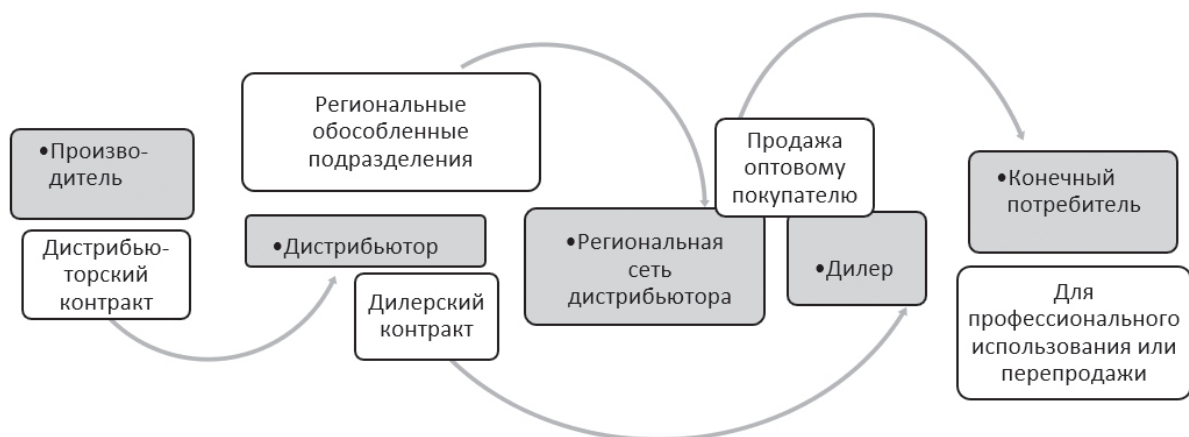 •Произво-
дитель
Дистрибью-
торский
контракт
Региональные
обособленные
подразделения
•Дистрибьютор
Дилерский
контракт
•Региональная
сеть
дистрибьютора
Продажа
оптовому
покупателю
•Дилер
•Конечный
потребитель
Для
профессионального
использования или
перепродажи